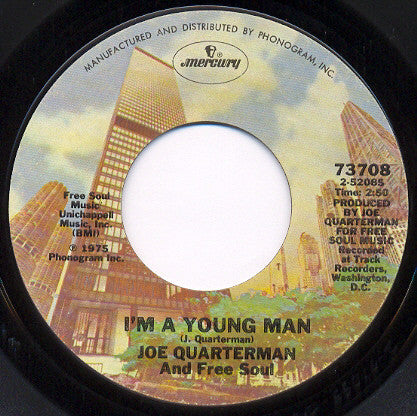 MANUFACTURED AND DISTRIBUTED BY PHONOGRAM, INC.
®
mercury
73708
2-52085
Time: 2:50
PRODUCED
BY JOE
QUARTERMAN
FOR FREE
SOUL MUSIC
Recorded
at Track
Recorders,
Washington,
D.C.
Free Soul
Music
Unichappell
Music, Inc.
(BMI)
℗ 1975
Phonogram Inc.
I'M A YOUNG MAN
(J. Quarterman)
JOE QUARTERMAN
And Free Soul